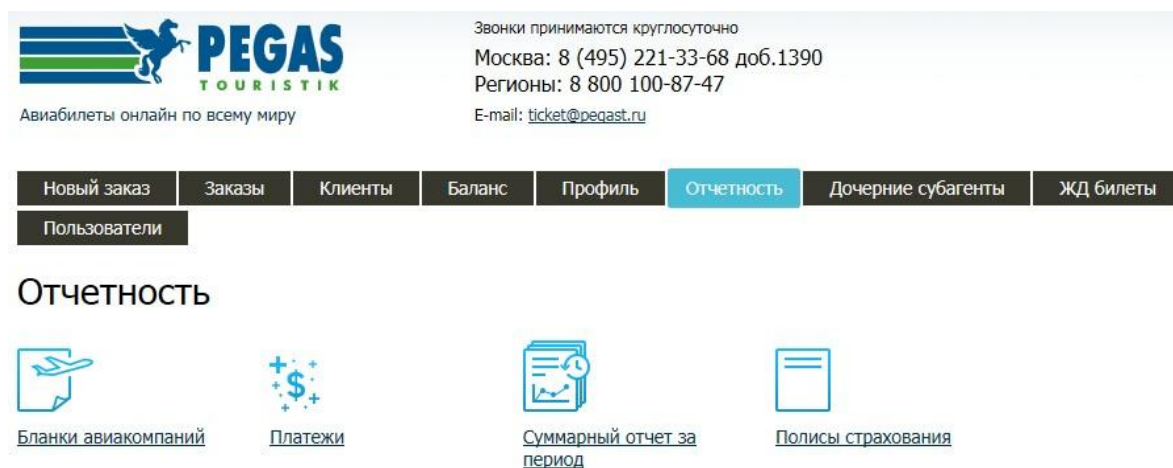 PEGAS
TOURISTIK
Авиабилеты онлайн по всему миру
Звонки принимаются круглосуточно
Москва: 8 (495) 221-33-68 доб.1390
Регионы: 8 800 100-87-47
E-mail: ticket@pegast.ru
Новый заказ Заказы Клиенты Баланс Профиль Отчетность Дочерние субагенты ЖД билеты
Пользователи
Отчетность
Бланки авиакомпаний
Платежи
Суммарный отчет за
период
Полисы страхования